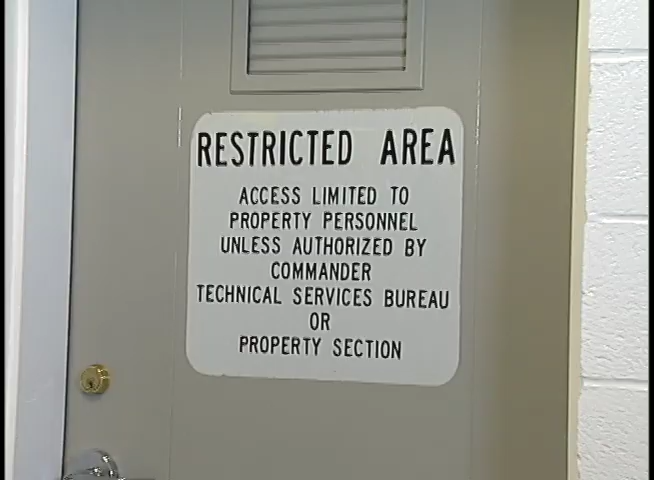 RESTRICTED AREA
ACCESS LIMITED TO
PROPERTY PERSONNEL
UNLESS AUTHORIZED BY
COMMANDER
TECHNICAL SERVICES BUREAU
OR
PROPERTY SECTION